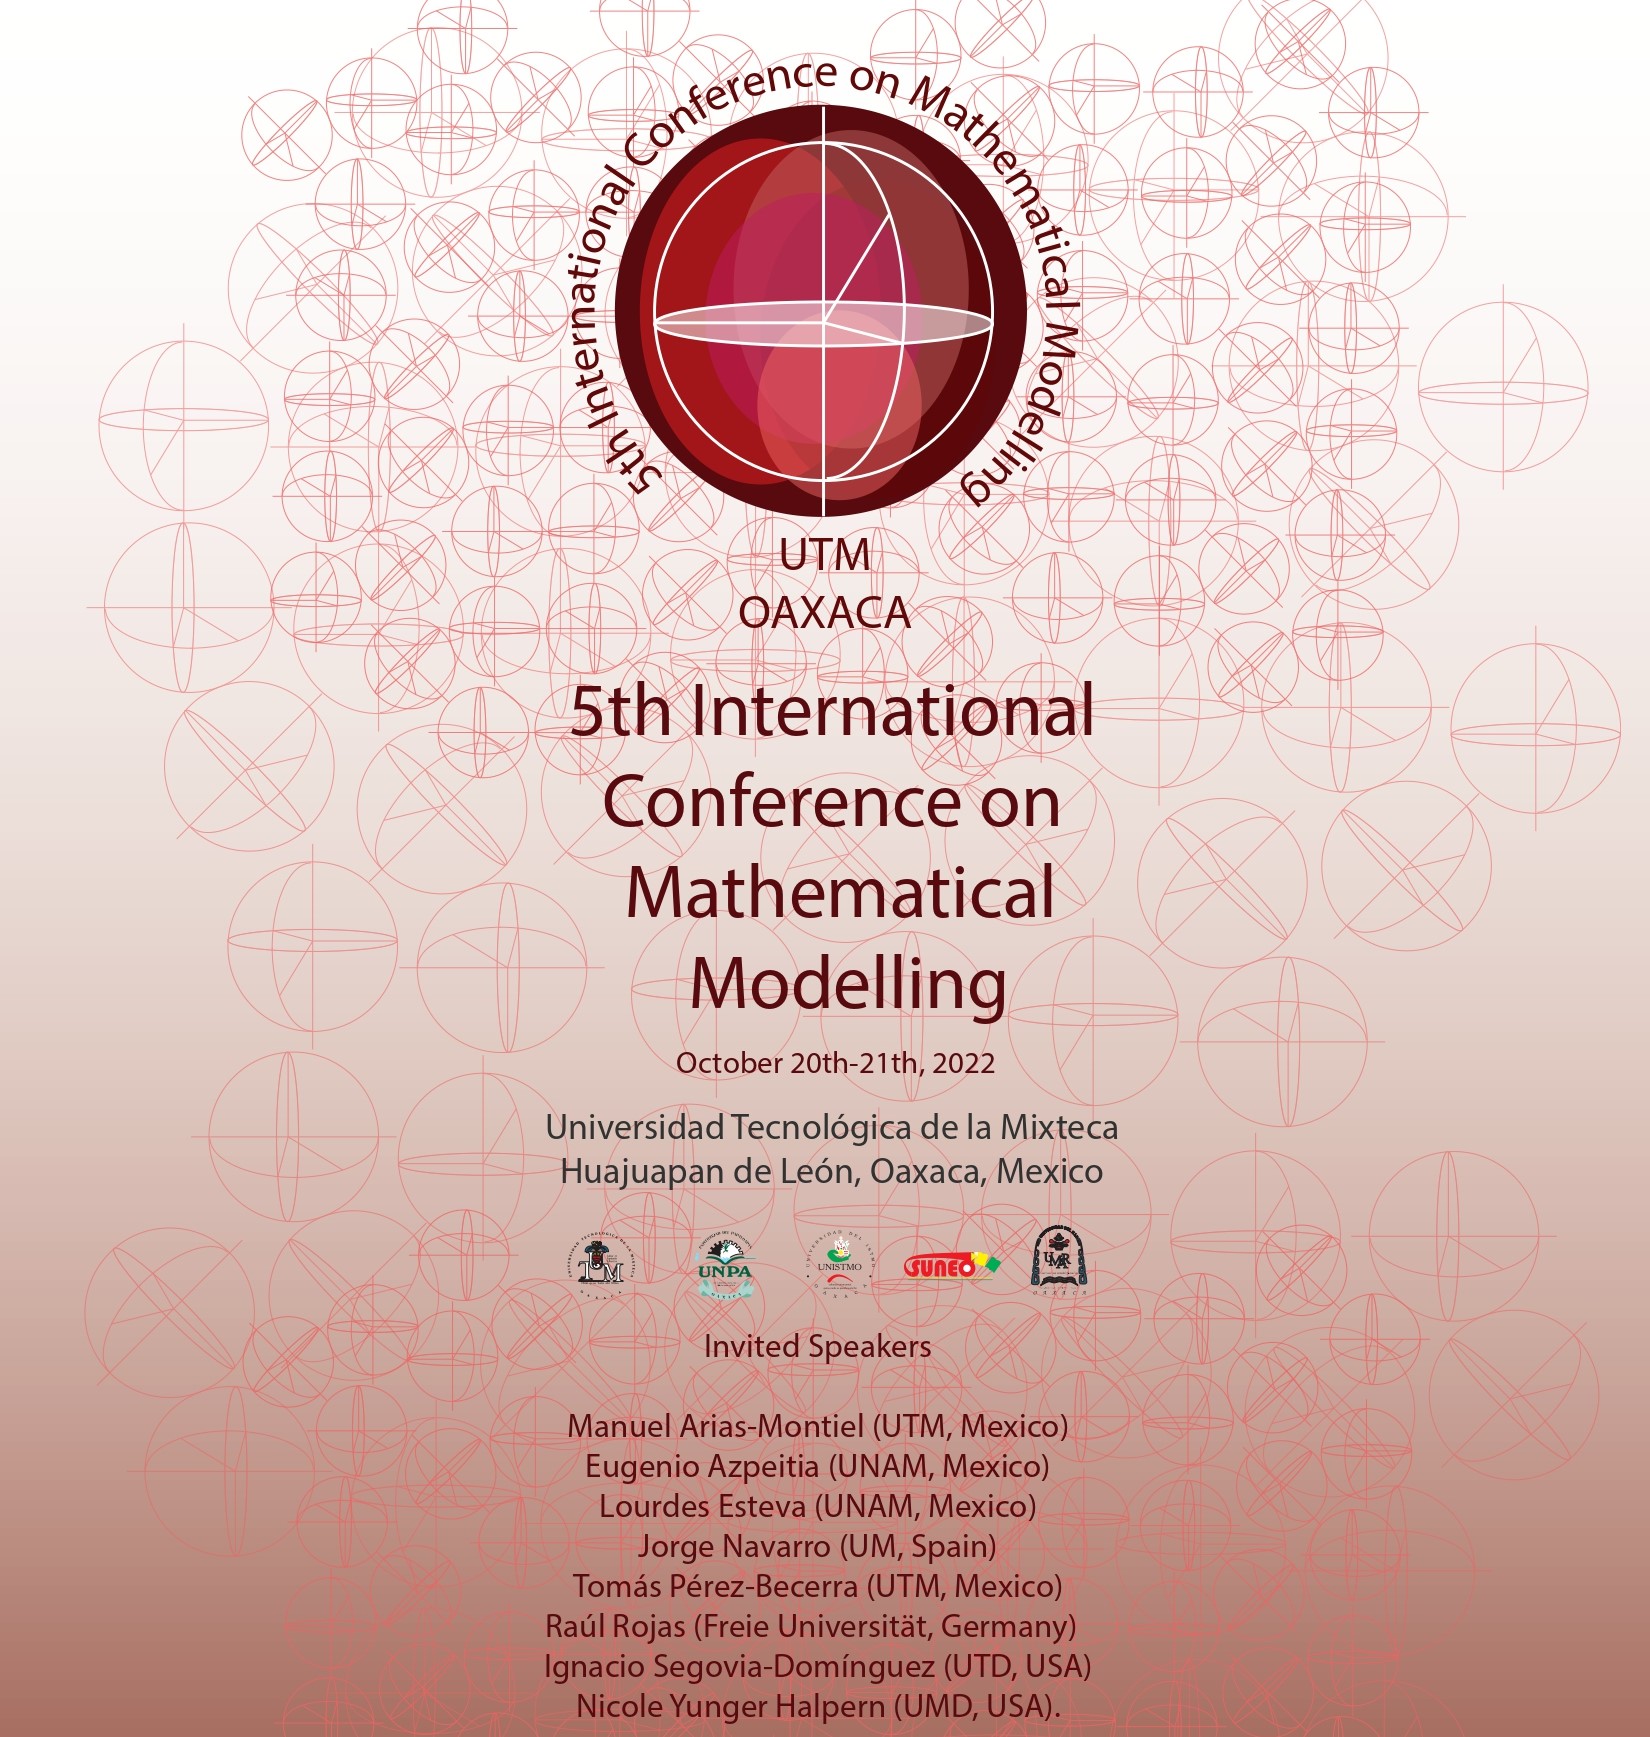 5th International Conference on Mathematical Modelling
UTM
OAXACA
5th International
Conference on
Mathematical
Modelling
October 20th-21th, 2022
Universidad Tecnológica de la Mixteca
Huajuapan de León, Oaxaca, Mexico
UTM
UNPA
UNISTMO
SUNEO
UMAR
OAXACA
Invited Speakers
Manuel Arias-Montiel (UTM, Mexico)
Eugenio Azpeitia (UNAM, Mexico)
Lourdes Esteva (UNAM, Mexico)
Jorge Navarro (UM, Spain)
Tomás Pérez-Becerra (UTM, Mexico)
Raúl Rojas (Freie Universität, Germany)
Ignacio Segovia-Domínguez (UTD, USA)
Nicole Yunger Halpern (UMD, USA).